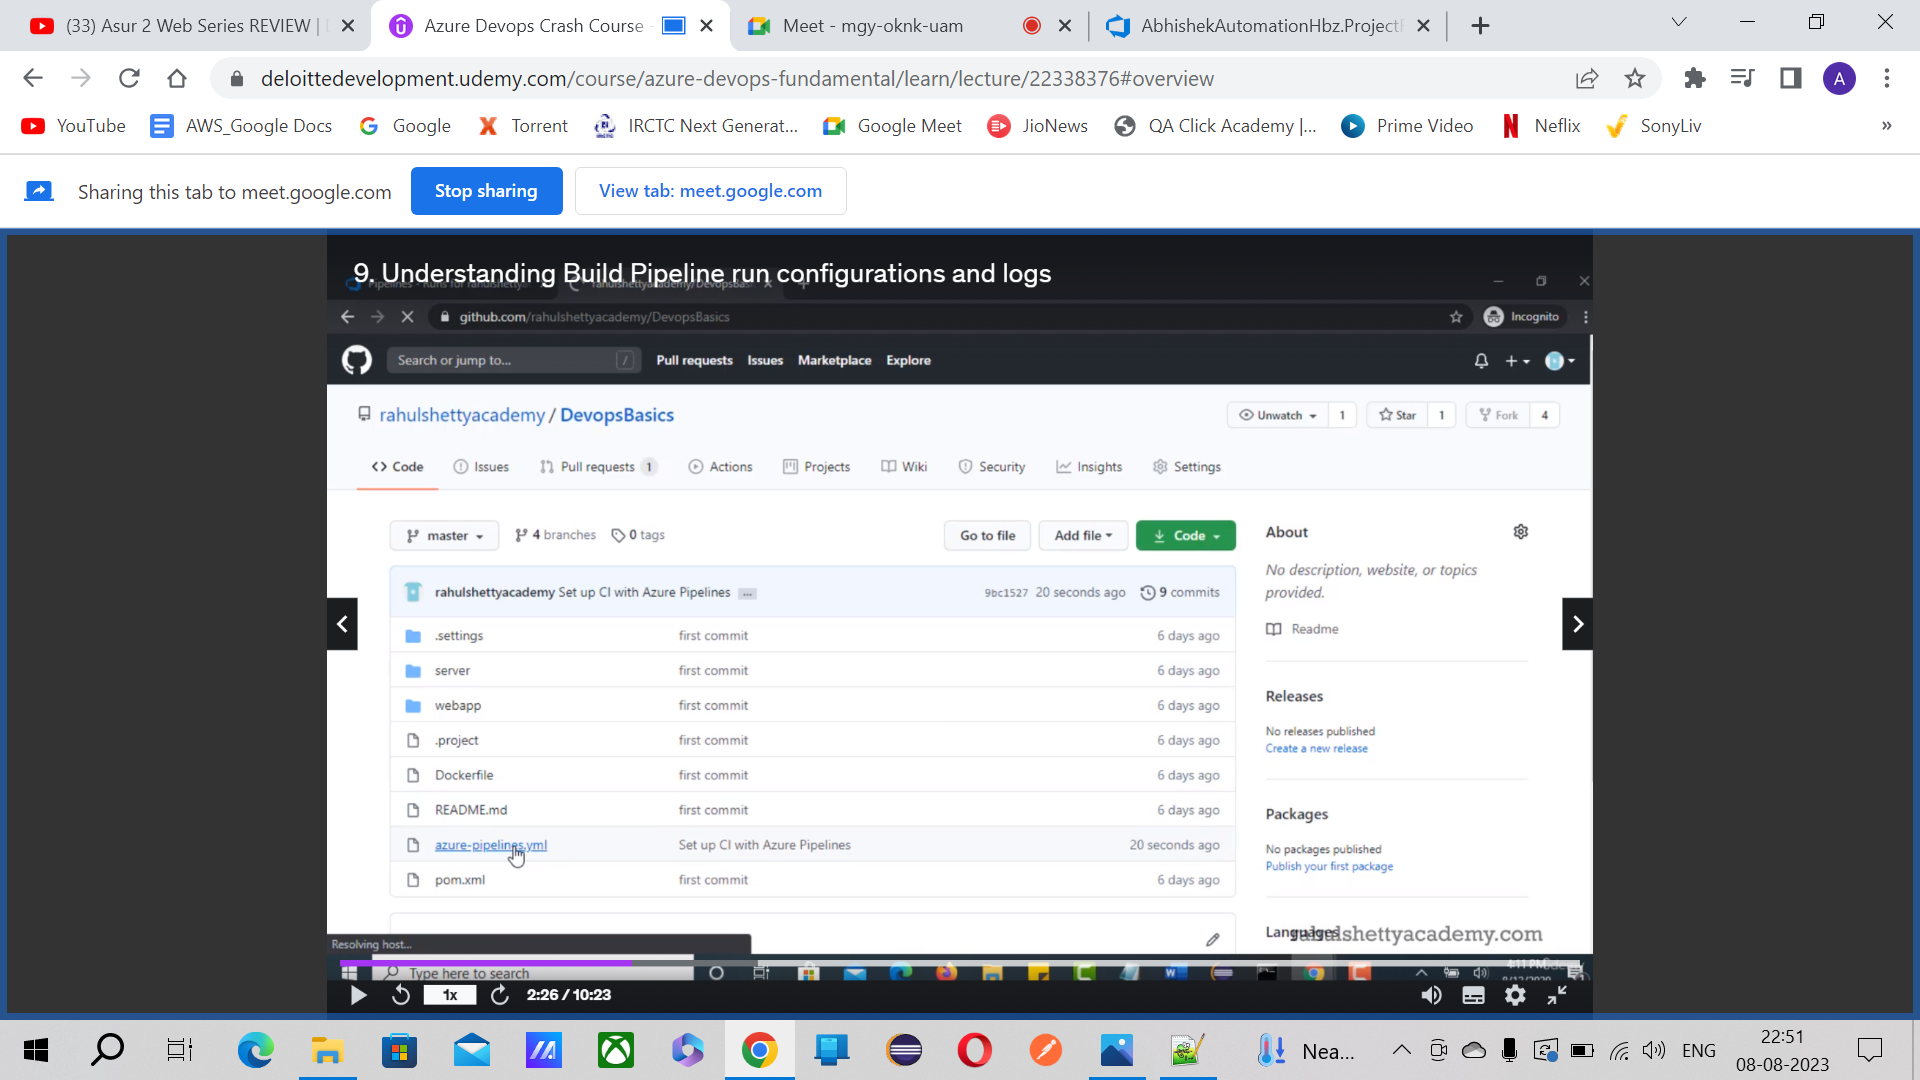 (33) Asur 2 Web Series REVIEW |
Azure Devops Crash Course -
Meet - mgy-oknk-uam
AbhishekAutomationHbz.Project
deloittedevelopment.udemy.com/course/azure-devops-fundamental/learn/lecture/22338376#overview
A
YouTube
AWS_Google Docs
Google
Torrent
IRCTC Next Generat...
Google Meet
JioNews
QA Click Academy |...
Prime Video
Neflix
SonyLiv
»
Sharing this tab to meet.google.com
Stop sharing
View tab: meet.google.com
9. Understanding Build Pipeline run configurations and logs
github.com/rahulshettyacademy/DevopsBasics
Incognito
Search or jump to...
/
Pull requests
Issues
Marketplace
Explore
rahulshettyacademy / DevopsBasics
Unwatch 1
Star 1
Fork 4
Code
Issues
Pull requests 1
Actions
Projects
Wiki
Security
Insights
Settings
master
4 branches
0 tags
Go to file
Add file
Code
About
No description, website, or topics
provided.
Readme
rahulshettyacademy Set up CI with Azure Pipelines ...
9bc1527 20 seconds ago
9 commits
.settings first commit 6 days ago
server first commit 6 days ago
webapp first commit 6 days ago
.project first commit 6 days ago
Dockerfile first commit 6 days ago
README.md first commit 6 days ago
azure-pipelines.yml Set up CI with Azure Pipelines 20 seconds ago
pom.xml first commit 6 days ago
Releases
No releases published
Create a new release
Packages
No packages published
Publish your first package
Languages
rahulshettyacademy.com
Resolving host...
Type here to search
4:11 PM
1x
2:26 / 10:23
Nea...
ENG
22:51
08-08-2023